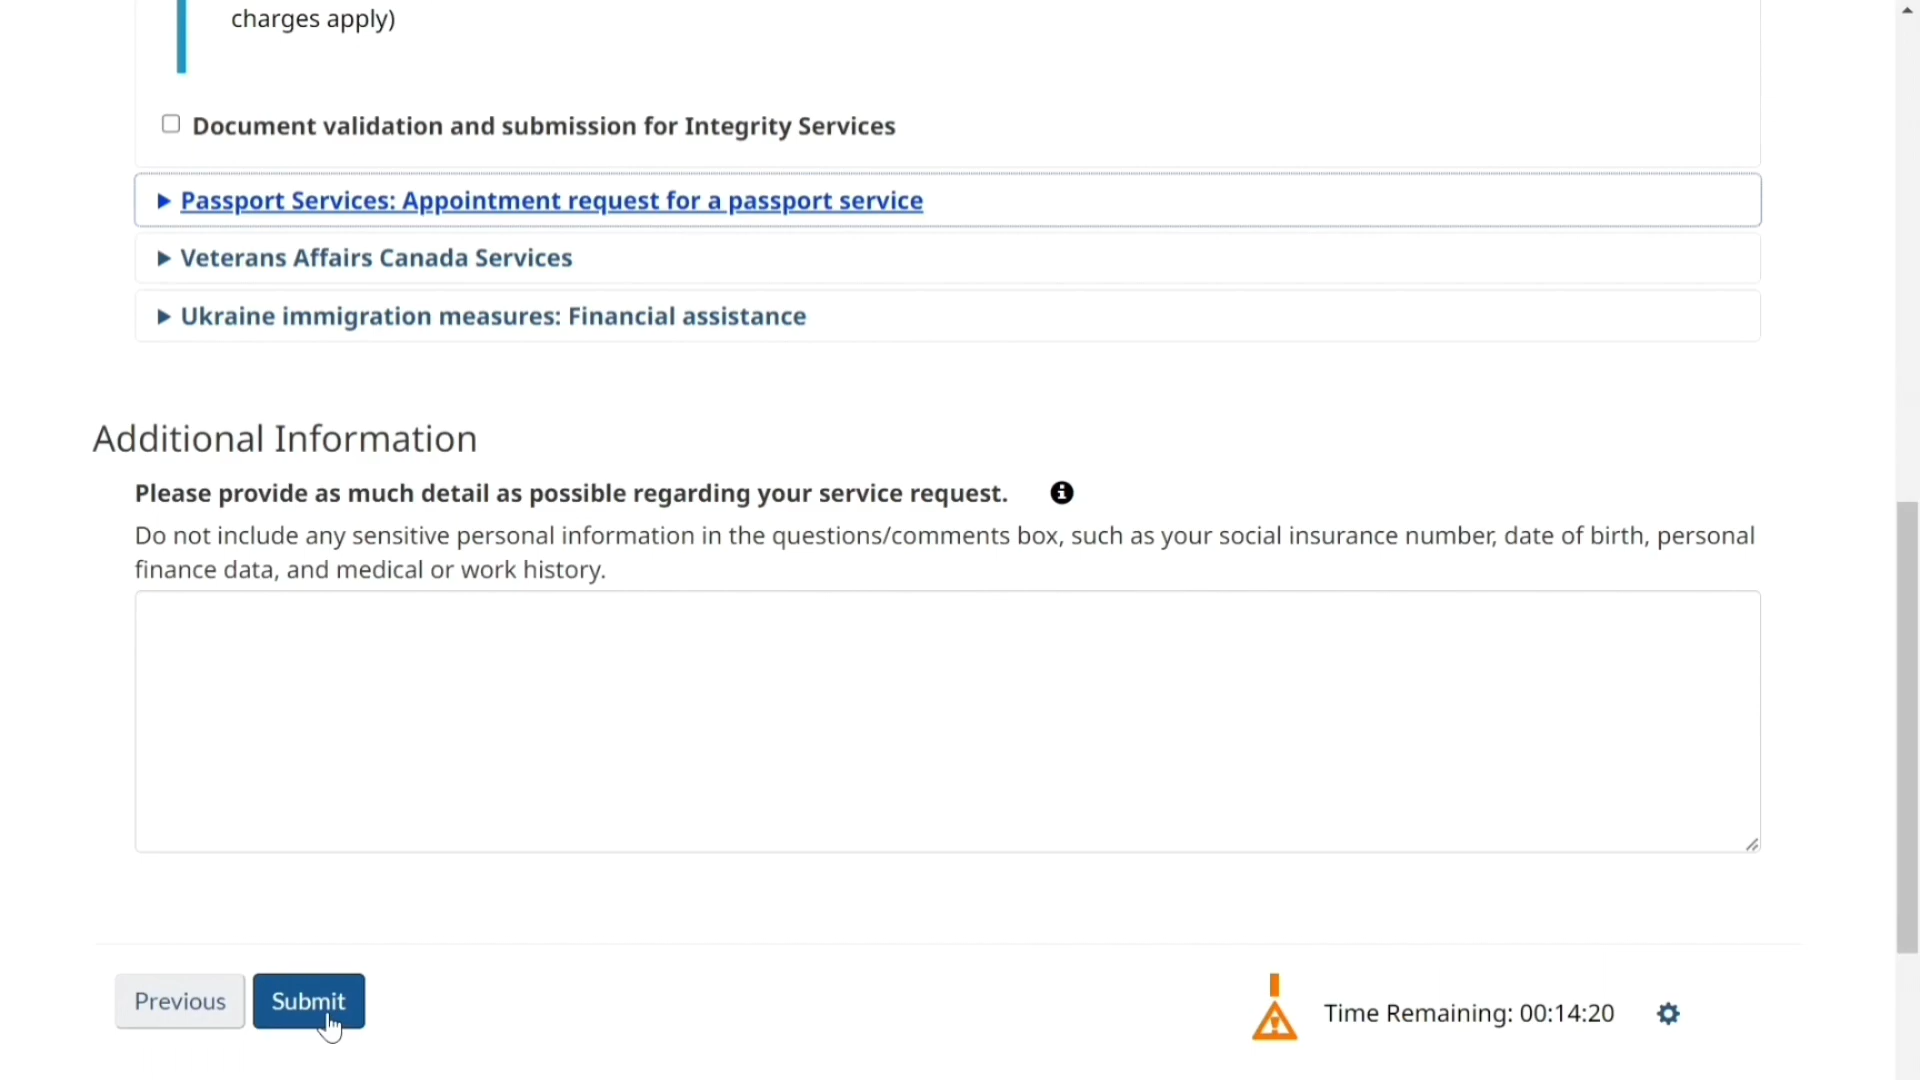 charges apply)
Document validation and submission for Integrity Services
Passport Services: Appointment request for a passport service
Veterans Affairs Canada Services
Ukraine immigration measures: Financial assistance
Additional Information
Please provide as much detail as possible regarding your service request.
Do not include any sensitive personal information in the questions/comments box, such as your social insurance number, date of birth, personal
finance data, and medical or work history.
Previous
Submit
Time Remaining: 00:14:20